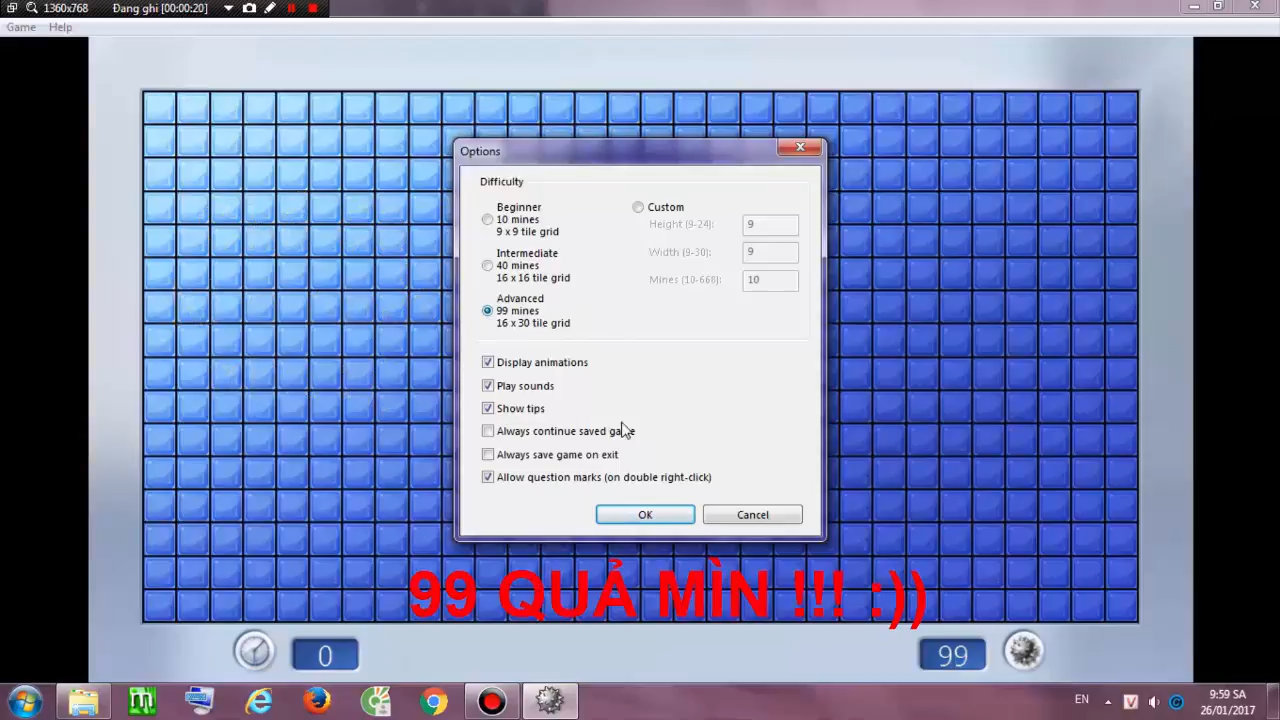 1360x768 Đang ghi [00:00:20]
Game Help
Options
Difficulty
Beginner
10 mines
9 x 9 tile grid
Intermediate
40 mines
16 x 16 tile grid
Advanced
99 mines
16 x 30 tile grid
Custom
Height (9-24): 9
Width (9-30): 9
Mines (10-668): 10
Display animations
Play sounds
Show tips
Always continue saved game
Always save game on exit
Allow question marks (on double right-click)
OK Cancel
99 QUẢ MÌN !!! :))
0 99
EN V 9:59 SA
26/01/2017